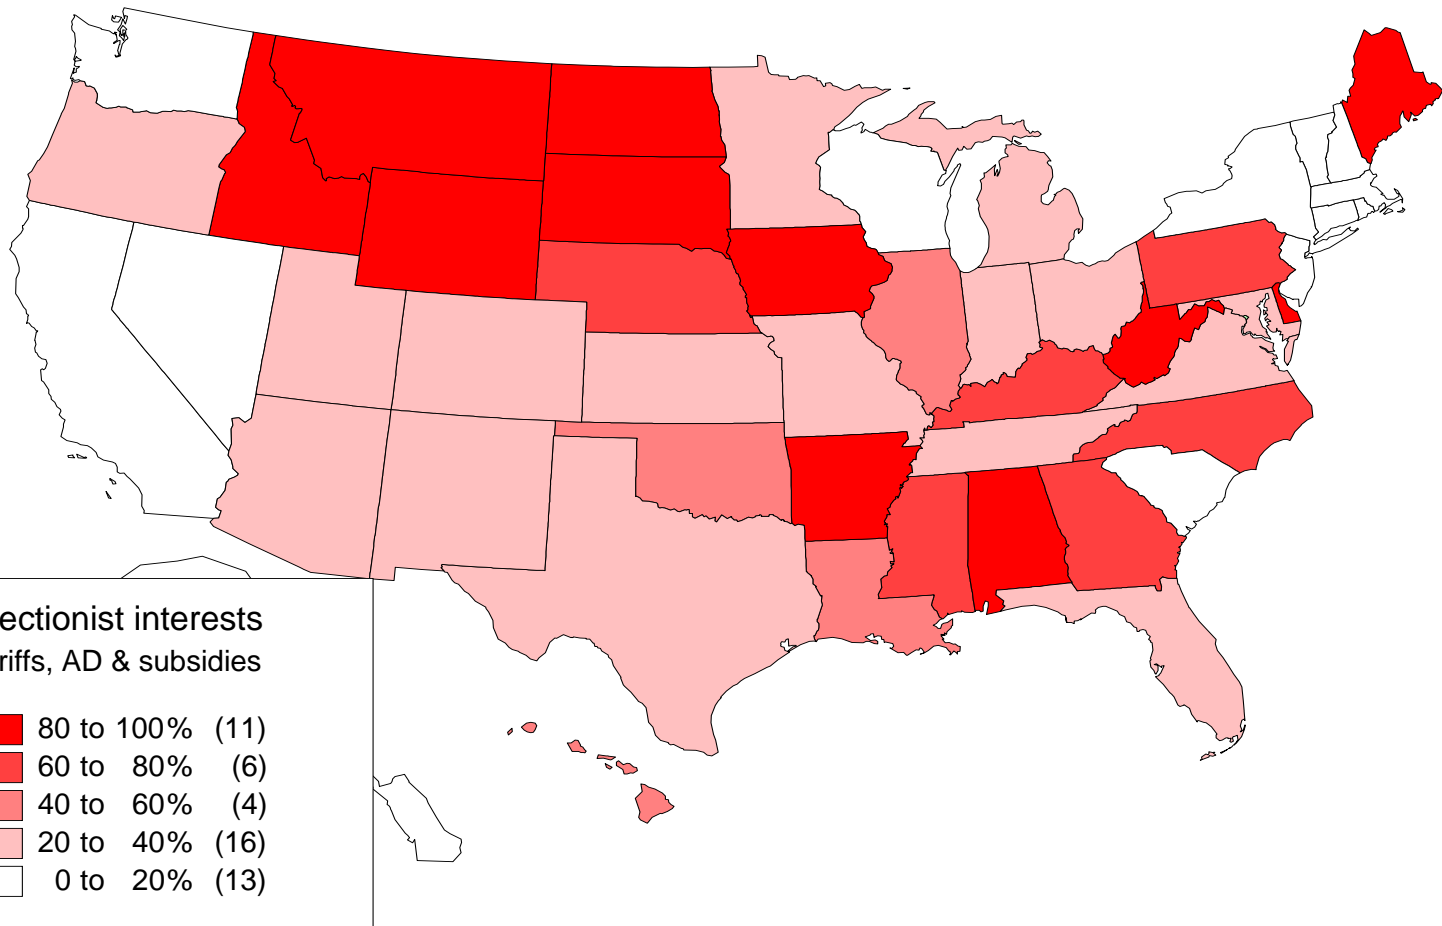 ectionist interests
riffs, AD & subsidies
80 to 100% (11)
60 to 80% (6)
40 to 60% (4)
20 to 40% (16)
0 to 20% (13)